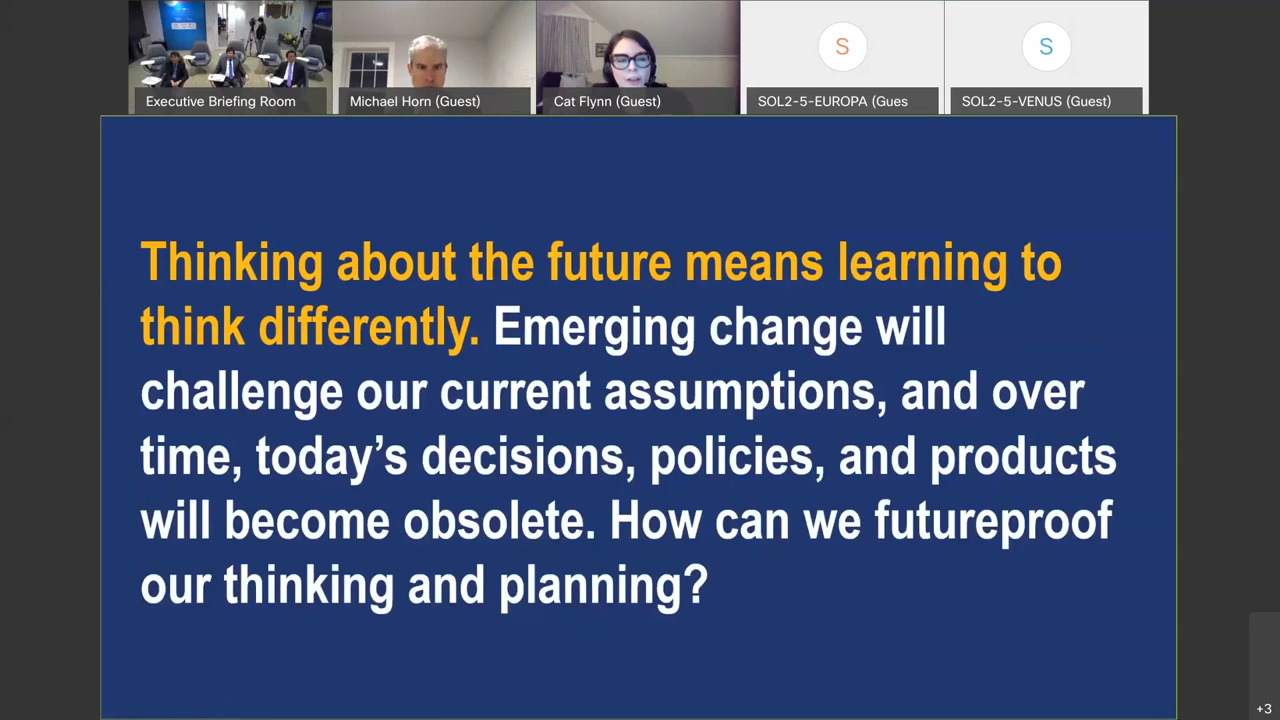 Executive Briefing Room
Michael Horn (Guest)
Cat Flynn (Guest)
S
SOL2-5-EUROPA (Gues
S
SOL2-5-VENUS (Guest)
Thinking about the future means learning to
think differently. Emerging change will
challenge our current assumptions, and over
time, today’s decisions, policies, and products
will become obsolete. How can we futureproof
our thinking and planning?
+3